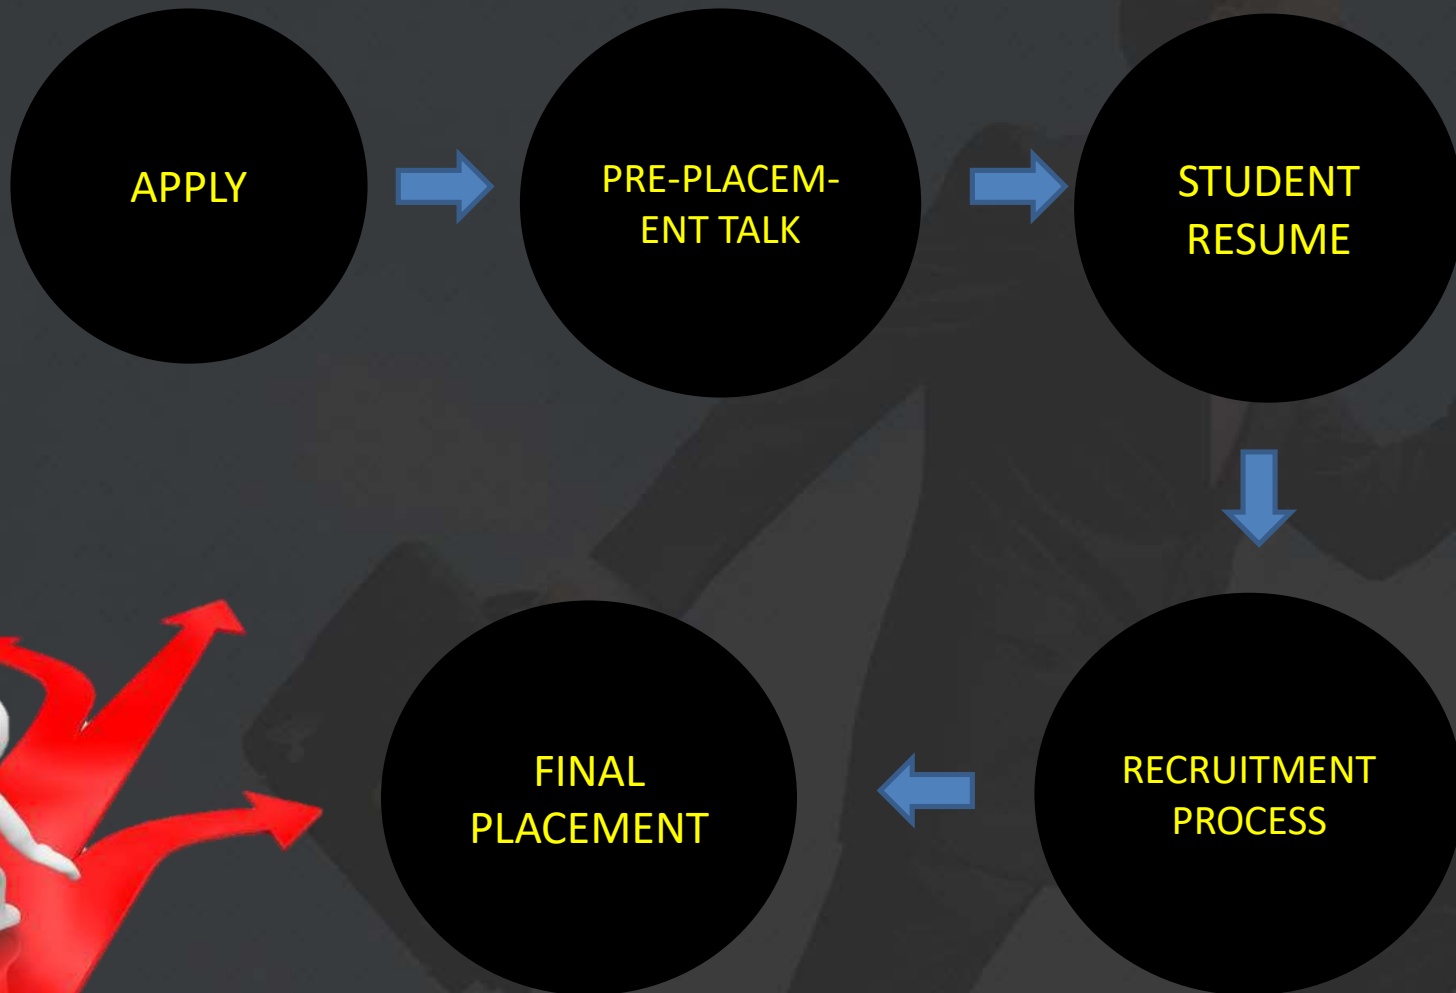 APPLY
PRE-PLACEM-
ENT TALK
STUDENT
RESUME
RECRUITMENT
PROCESS
FINAL
PLACEMENT